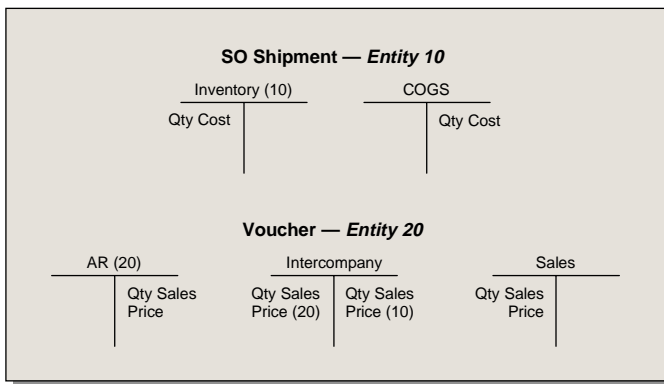 SO Shipment — Entity 10
Inventory (10)
COGS
Qty Cost
Qty Cost
Voucher — Entity 20
AR (20)
Intercompany
Sales
Qty Sales
Price
Qty Sales
Price (20)
Qty Sales
Price (10)
Qty Sales
Price